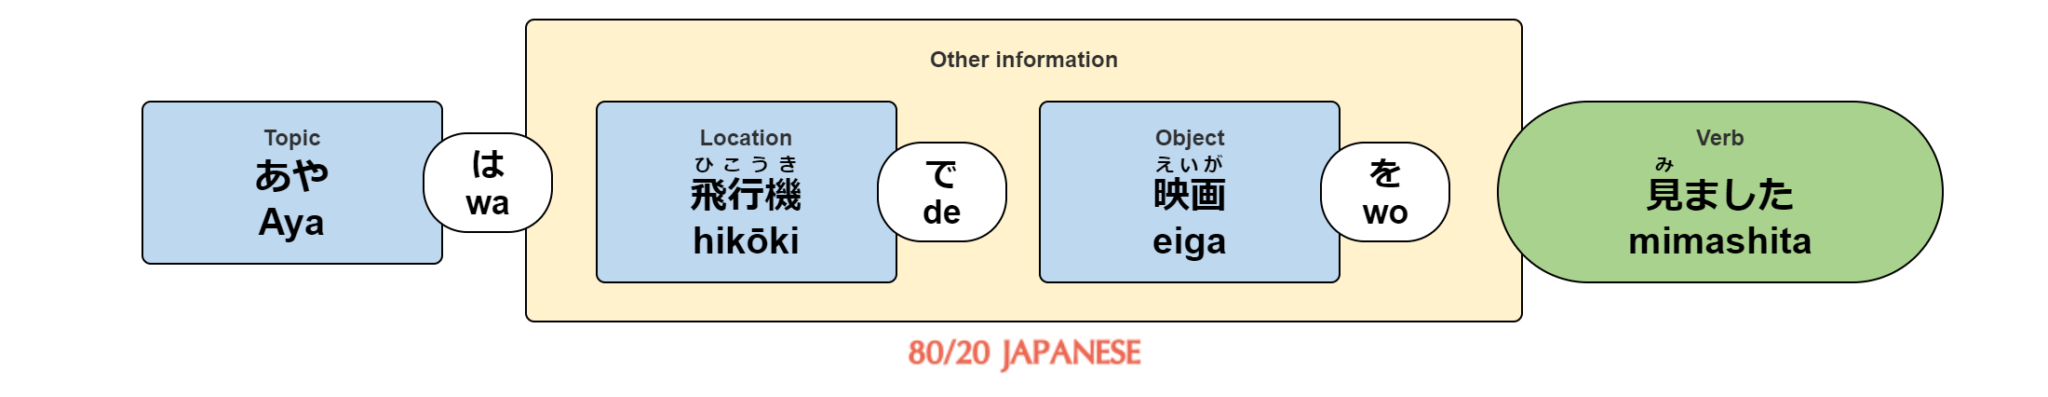 Other information
Topic
あや
Aya
は
wa
Location
ひこうき
飛行機
hikōki
で
de
Object
えいが
映画
eiga
を
wo
Verb
み
見ました
mimashita
80/20 JAPANESE